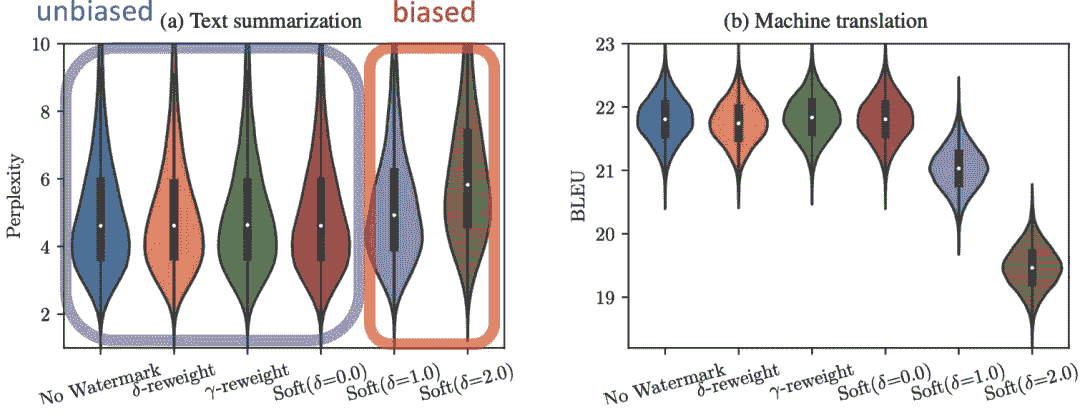 unbiased
biased
(a) Text summarization
Perplexity
10
8
6
4
2
No Watermark
δ-reweight
γ-reweight
Soft(δ=0.0)
Soft(δ=1.0)
Soft(δ=2.0)
(b) Machine translation
BLEU
23
22
21
20
19
No Watermark
δ-reweight
γ-reweight
Soft(δ=0.0)
Soft(δ=1.0)
Soft(δ=2.0)